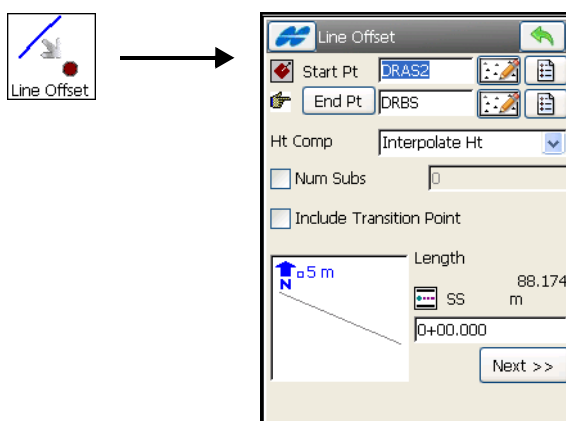 Line Offset
Line Offset
Start Pt DRAS2
End Pt DRBS
Ht Comp Interpolate Ht
Num Subs 0
Include Transition Point
5 m
N
Length
88.174
SS m
0+00.000
Next >>